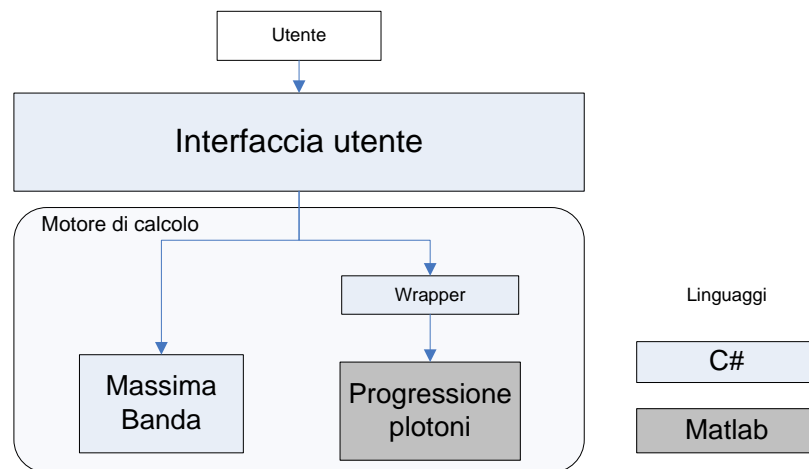 Utente
Interfaccia utente
Motore di calcolo
Wrapper
Linguaggi
Massima
Banda
Progressione
plotoni
C#
Matlab